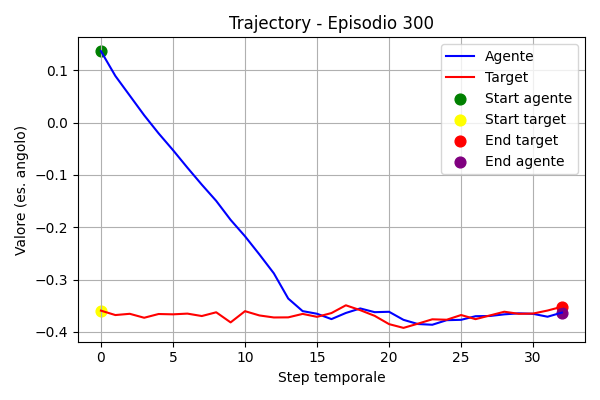 Trajectory - Episodio 300
Valore (es. angolo)
0.1
0.0
−0.1
−0.2
−0.3
−0.4
0 5 10 15 20 25 30
Step temporale
Agente
Target
Start agente
Start target
End target
End agente